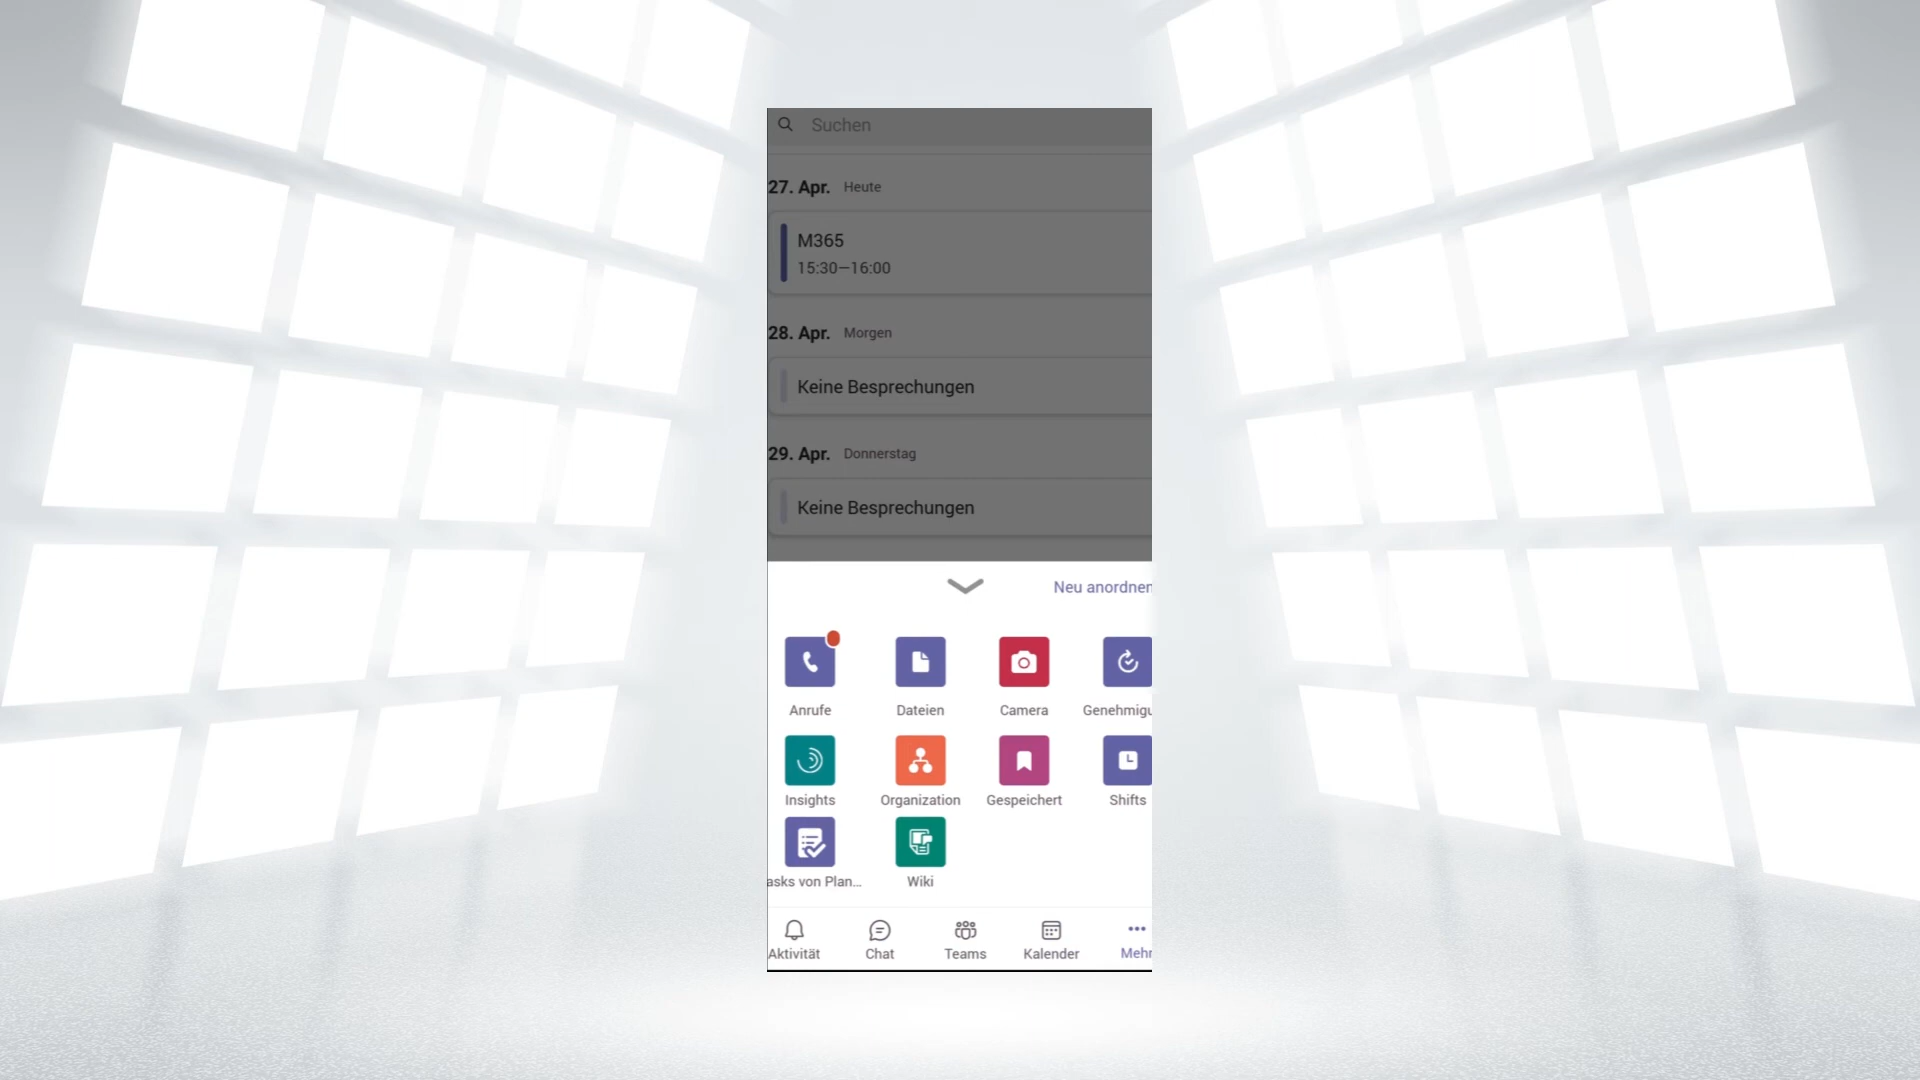 Suchen
27. Apr. Heute
M365
15:30—16:00
28. Apr. Morgen
Keine Besprechungen
29. Apr. Donnerstag
Keine Besprechungen
Neu anordnen
Anrufe Dateien Camera Genehmigu
Insights Organization Gespeichert Shifts
asks von Plan... Wiki
Aktivität Chat Teams Kalender Mehr